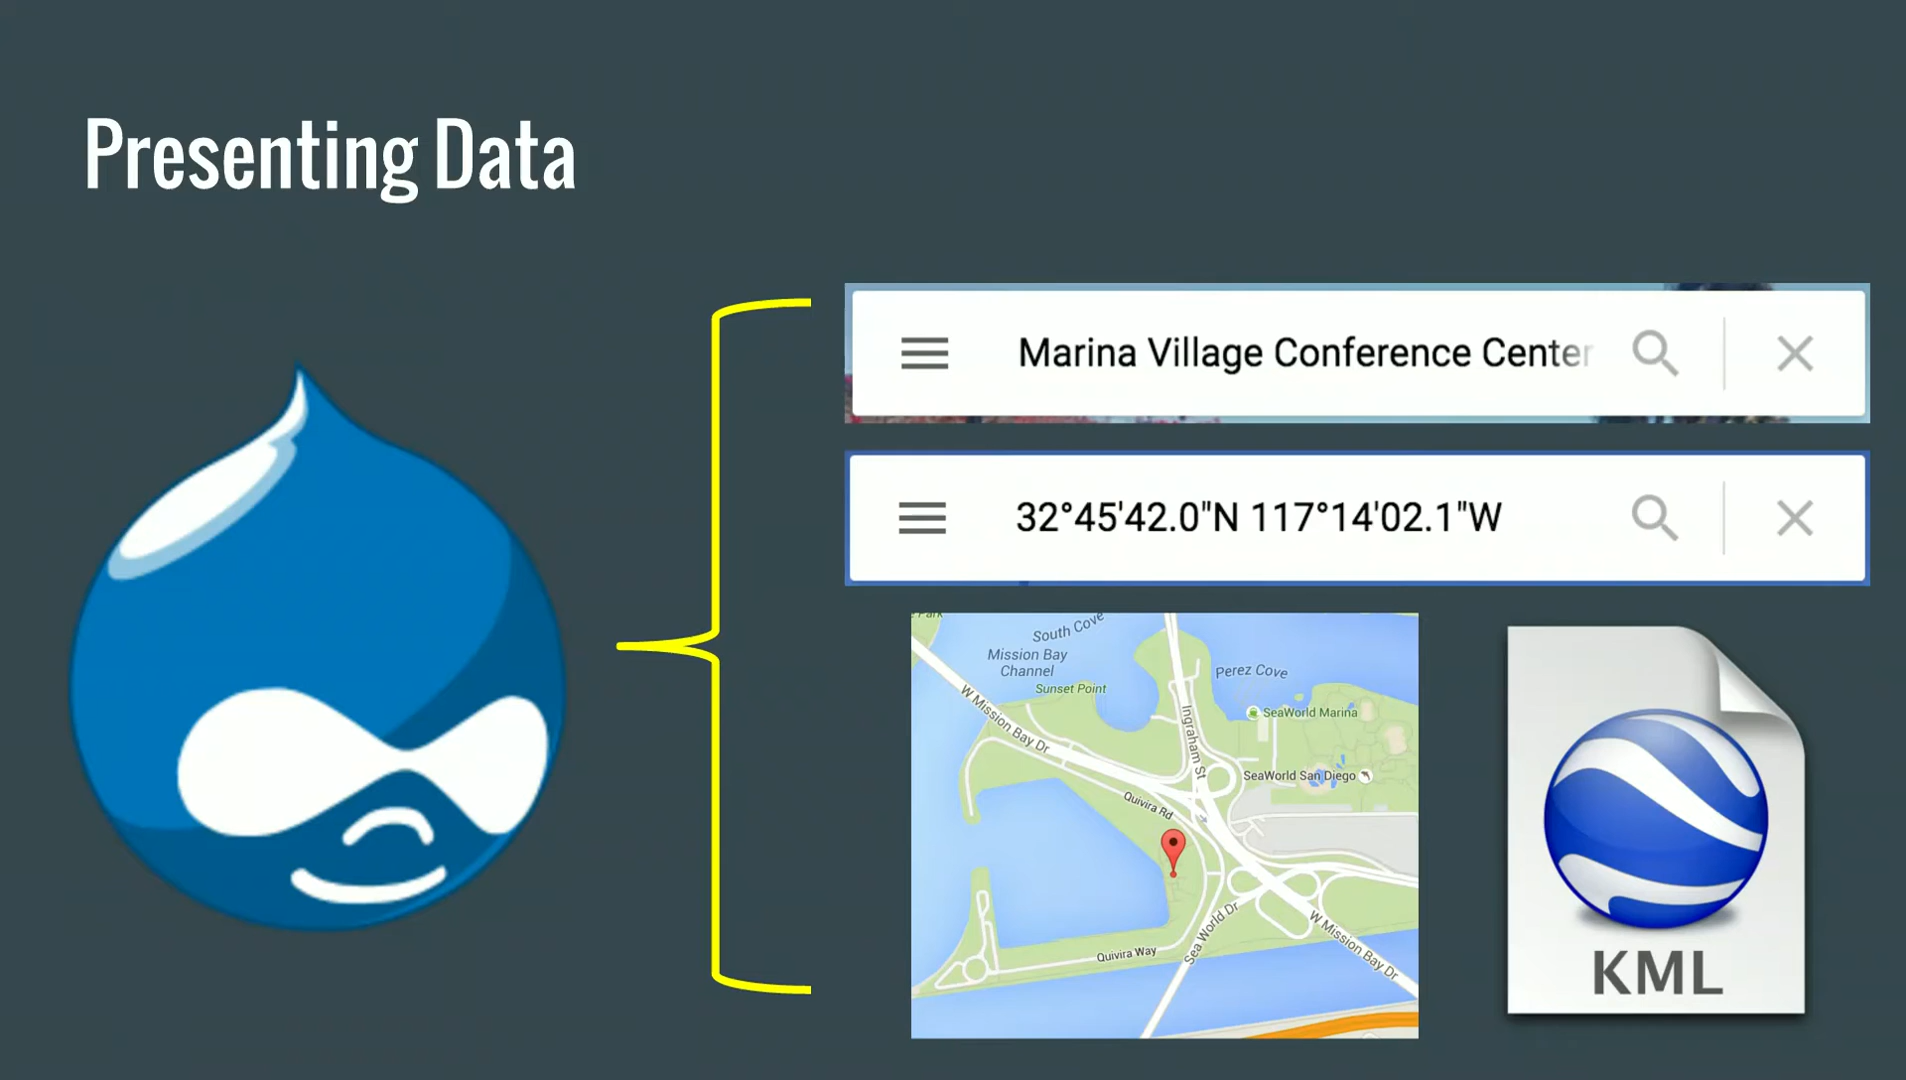 Presenting Data
Marina Village Conference Center
32°45'42.0"N 117°14'02.1"W
Park
South Cove
Mission Bay
Channel
Sunset Point
Perez Cove
W Mission Bay Dr
Ingraham St
SeaWorld Marina
SeaWorld San Diego
Quivira Rd
Sea World Dr
W Mission Bay Dr
Quivira Way
KML